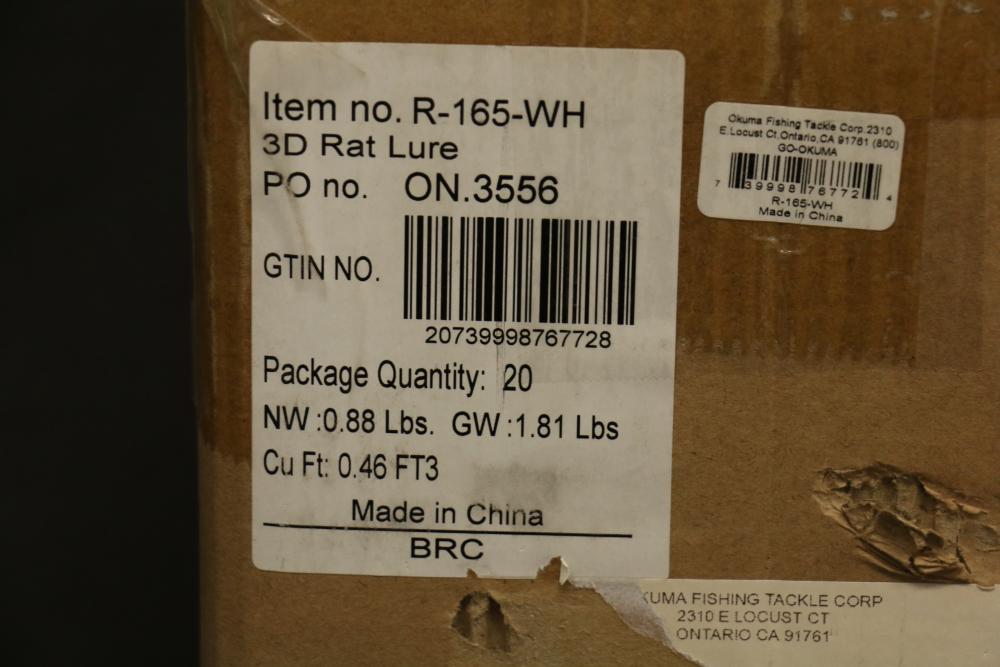 Item no. R-165-WH
3D Rat Lure
PO no. ON.3556
GTIN NO.
20739998767728
Package Quantity: 20
NW :0.88 Lbs. GW :1.81 Lbs
Cu Ft: 0.46 FT3
Made in China
BRC
Okuma Fishing Tackle Corp.2310
E.Locust Ct.Ontario,CA 91761 (800)
GO-OKUMA
7 39998 76772 4
R-165-WH
Made in China
KUMA FISHING TACKLE CORP
2310 E LOCUST CT
ONTARIO CA 91761